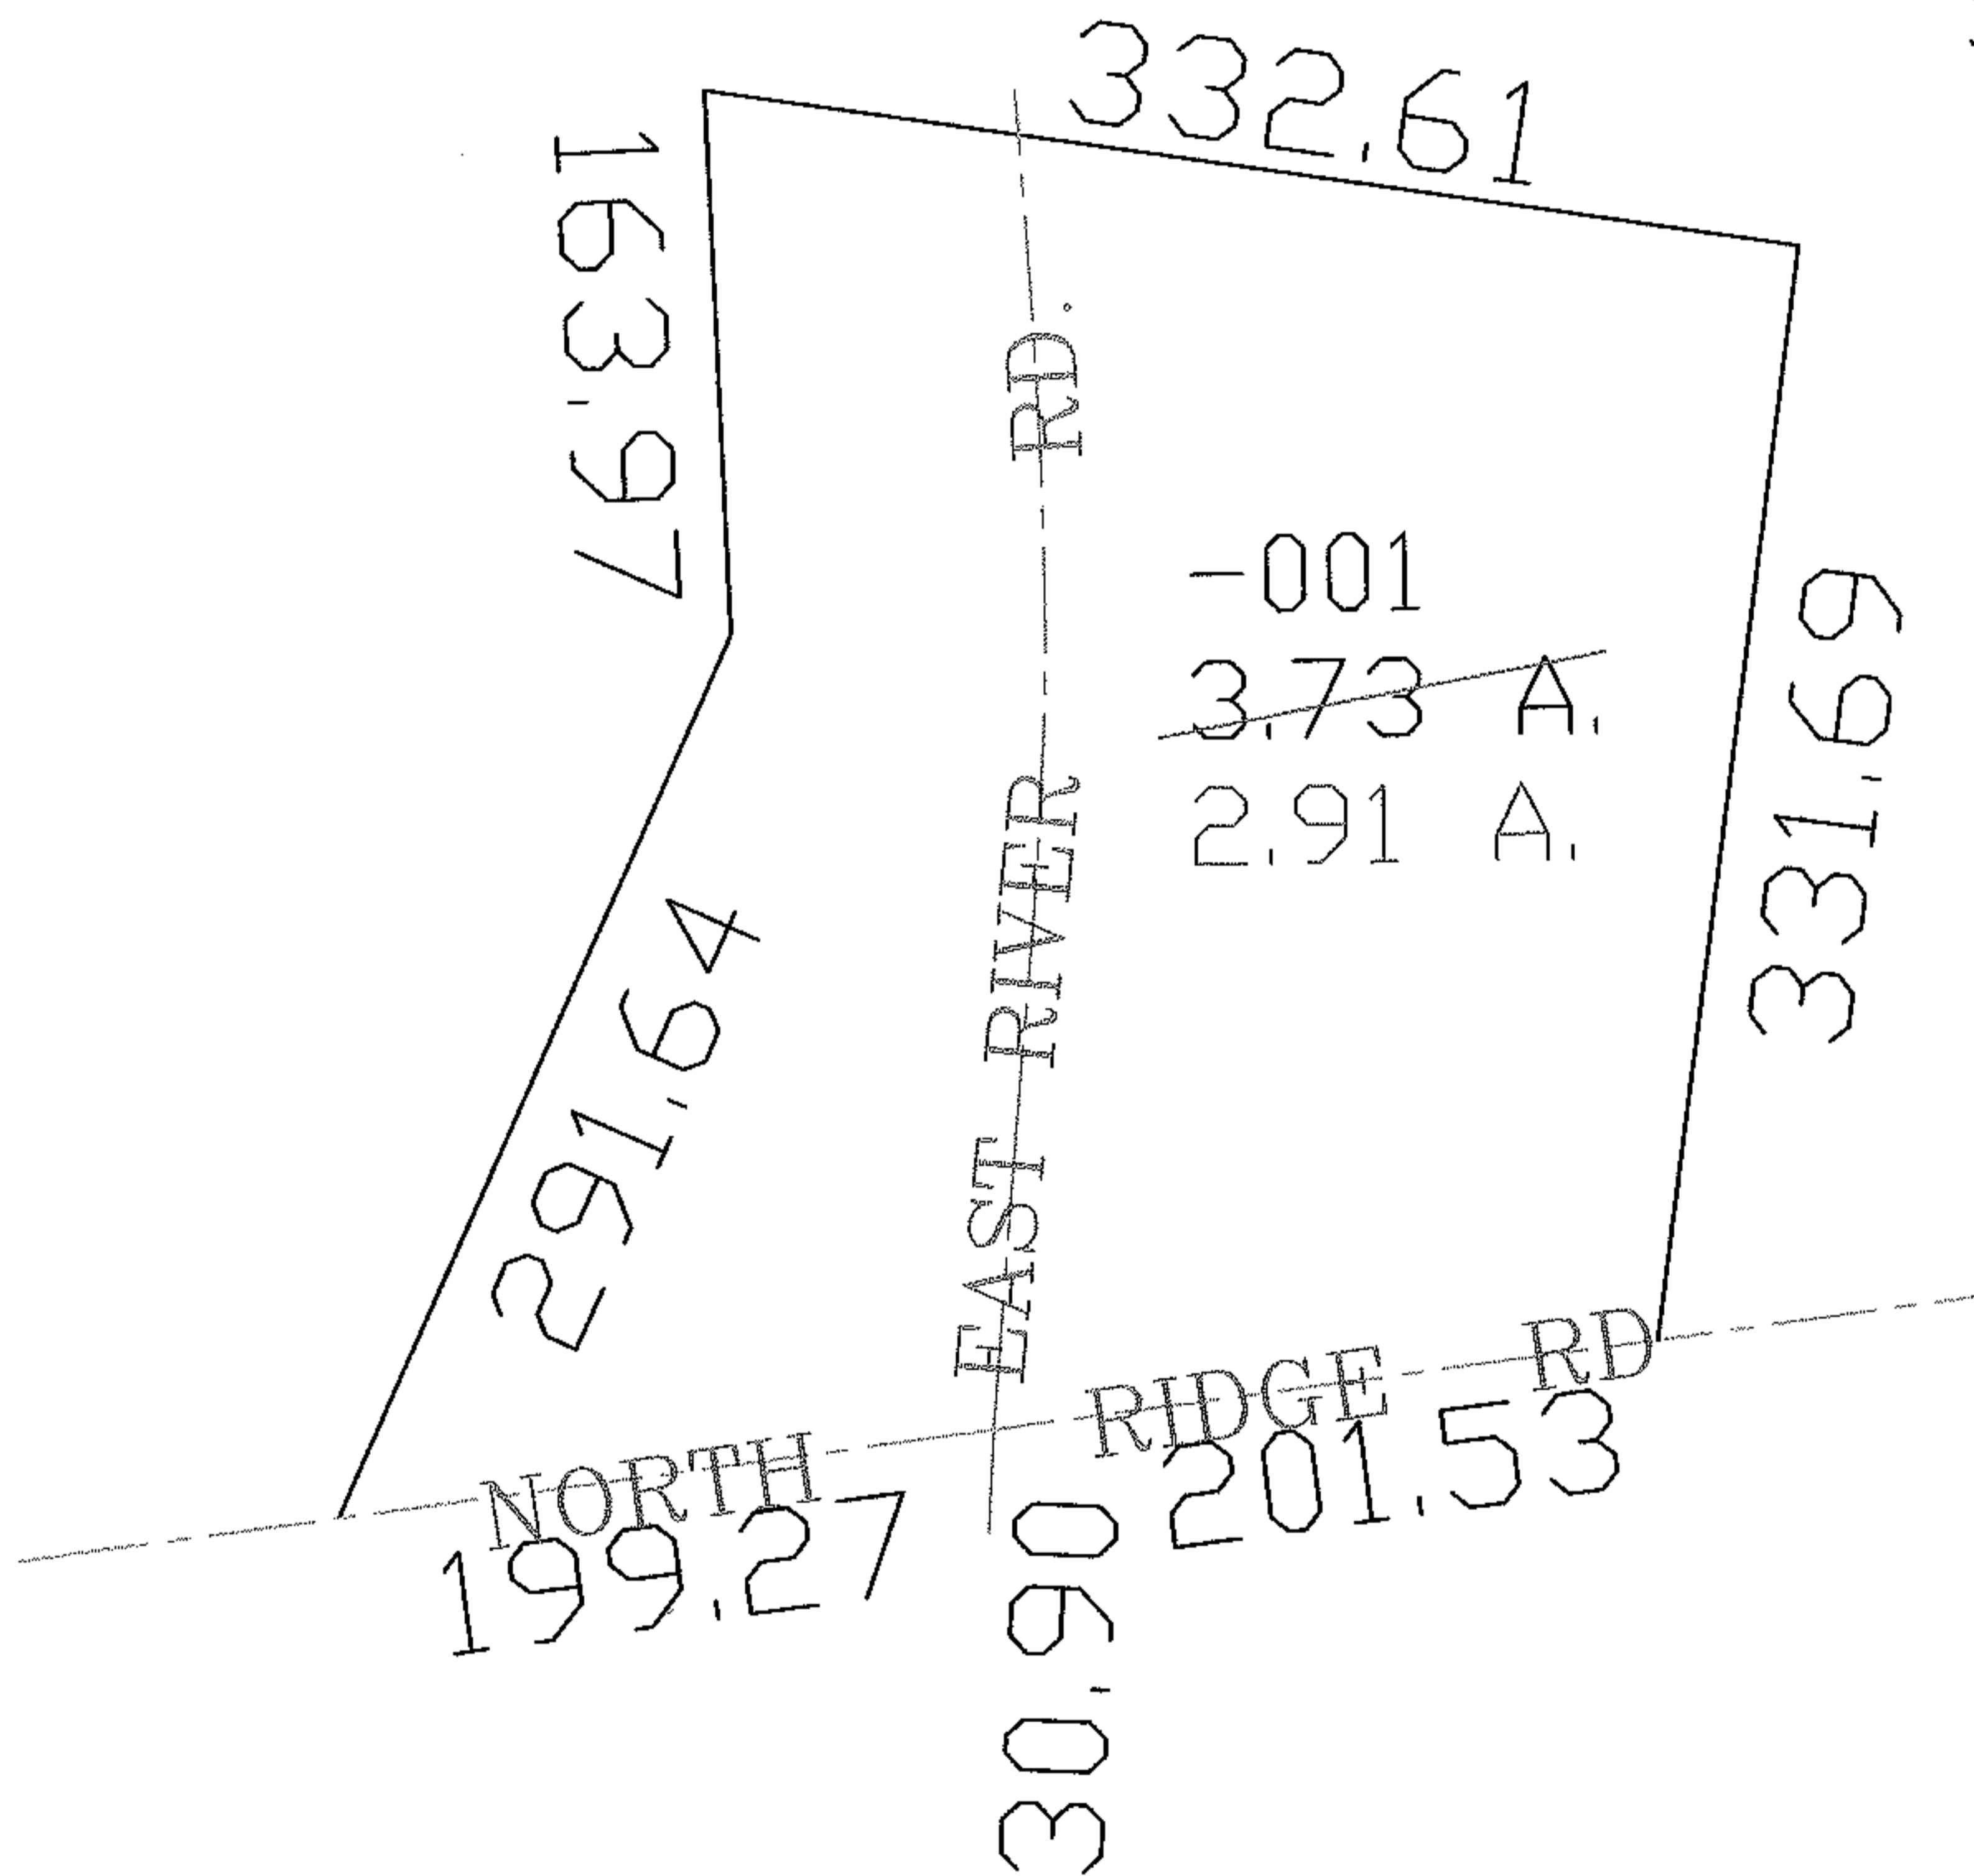 332.61
163.97
RD.
-001
3.73 A.
2.91 A.
331.69
291.64
EAST RIVER
NORTH RIDGE RD
199.27
201.53
30.90